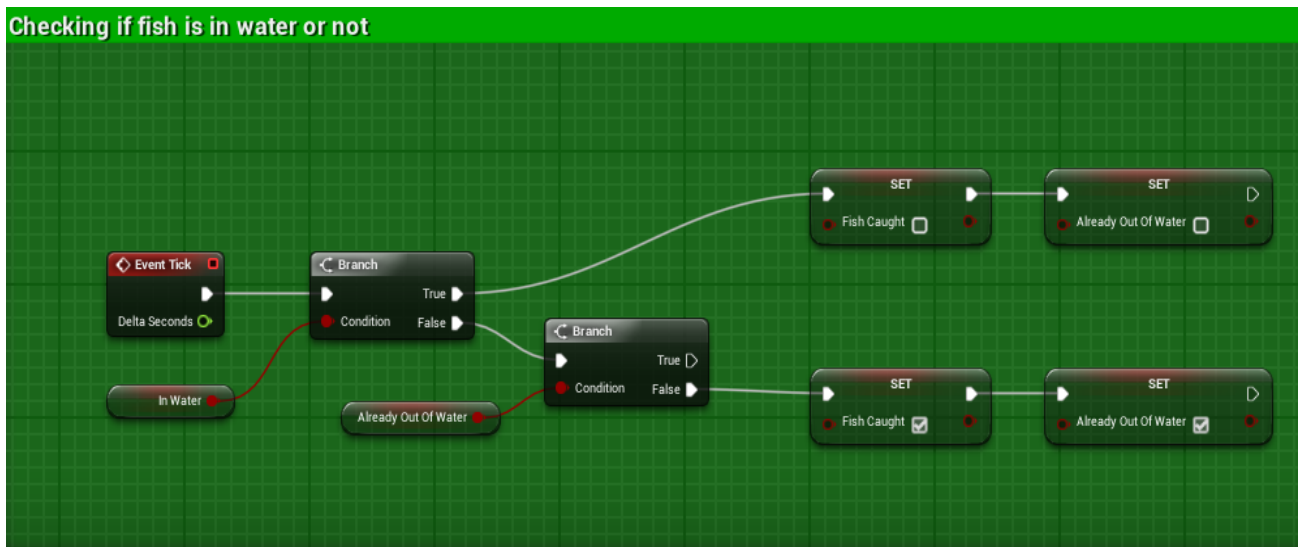 Checking if fish is in water or not
SET
SET
Fish Caught
Already Out Of Water
Event Tick
Branch
True
Delta Seconds
Condition
False
Branch
True
In Water
Condition
False
SET
SET
Already Out Of Water
Fish Caught
Already Out Of Water